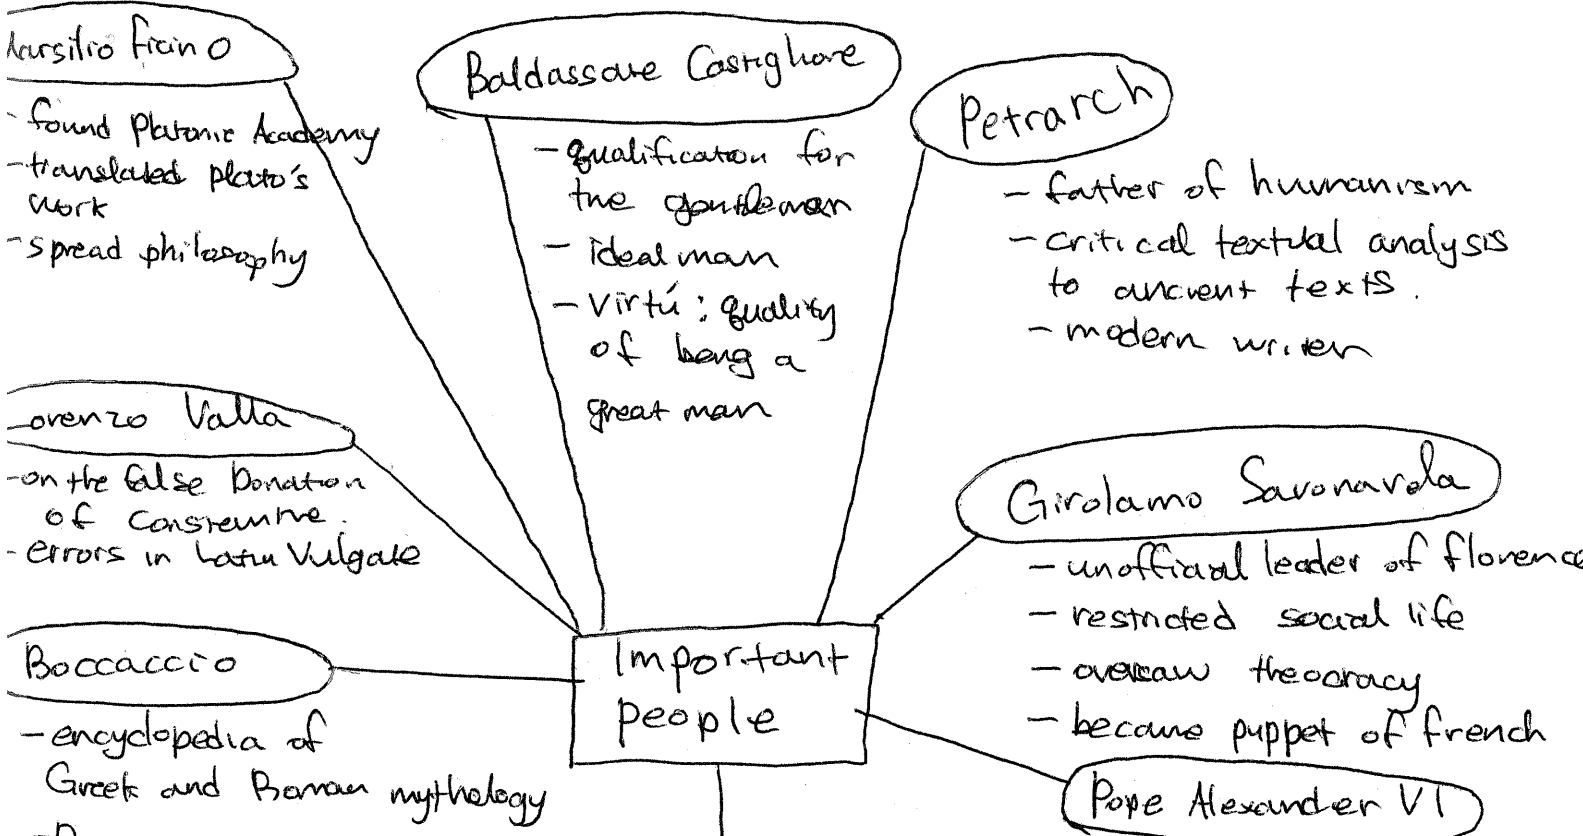 Marsilio Ficino
- found Platonic Academy
- translated plato's
work
- spread philosophy
Baldassare Castiglione
- qualification for
the gentleman
- ideal man
- Virtú : quality
of being a
great man
Petrarch
- father of humanism
- critical textual analysis
to ancient texts.
- modern writer
Lorenzo Valla
- on the False Donation
of Constantine.
- errors in Latin Vulgate
Girolamo Savonarola
- unofficial leader of florence
- restricted social life
- oversaw theocracy
- became puppet of french
Boccaccio
- encyclopedia of
Greek and Roman mythology
Important
people
Pope Alexander VI